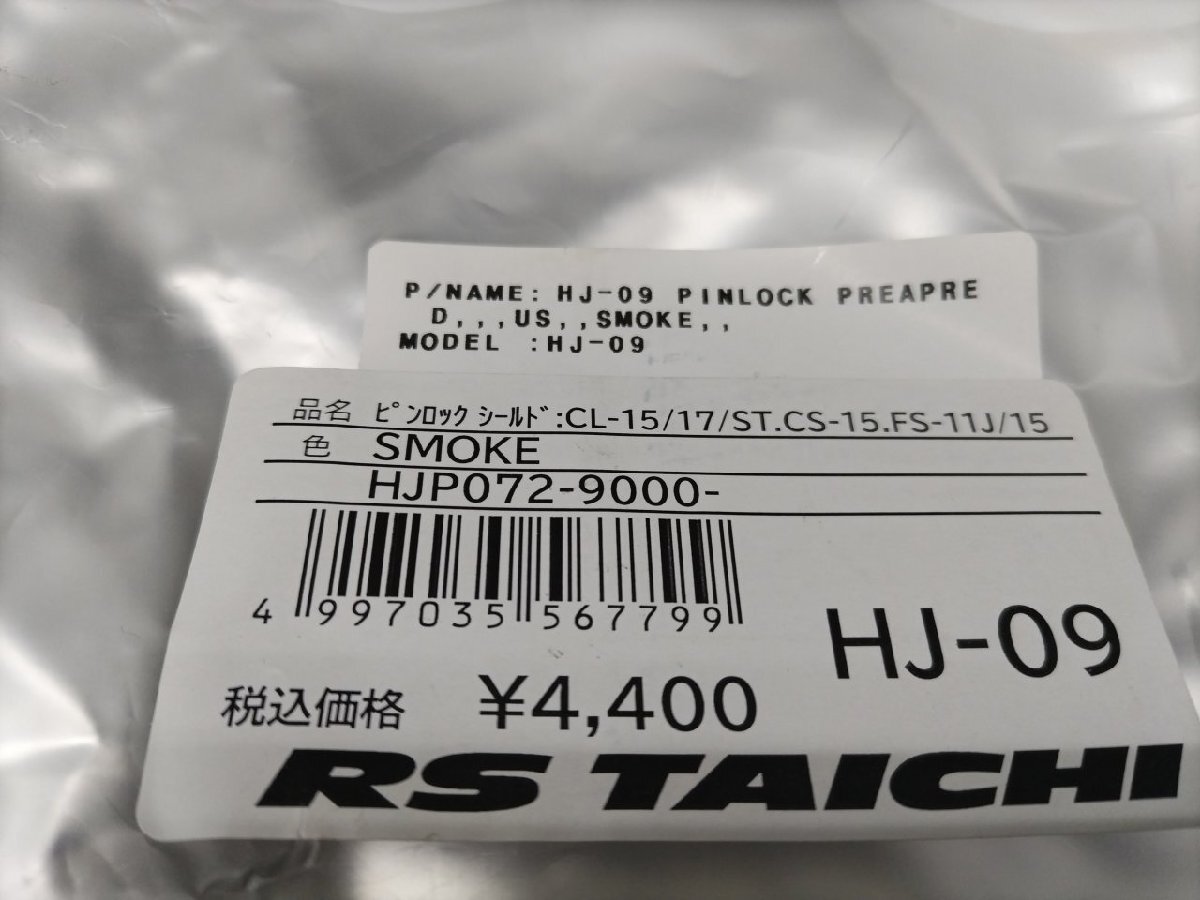 P/NAME: HJ-09 PINLOCK PREAPRE
D,,,US,,SMOKE,,
MODEL :HJ-09
品名 ﾋﾟﾝﾛｯｸ ｼｰﾙﾄﾞ:CL-15/17/ST.CS-15.FS-11J/15
色 SMOKE
HJP072-9000-
4 997035 567799
HJ-09
税込価格 ¥4,400
RS TAICHI